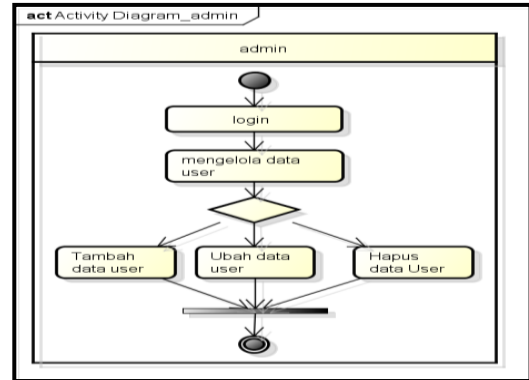 act Activity Diagram_admin
admin
login
mengelola data
user
Tambah
data user
Ubah data
user
Hapus
data User